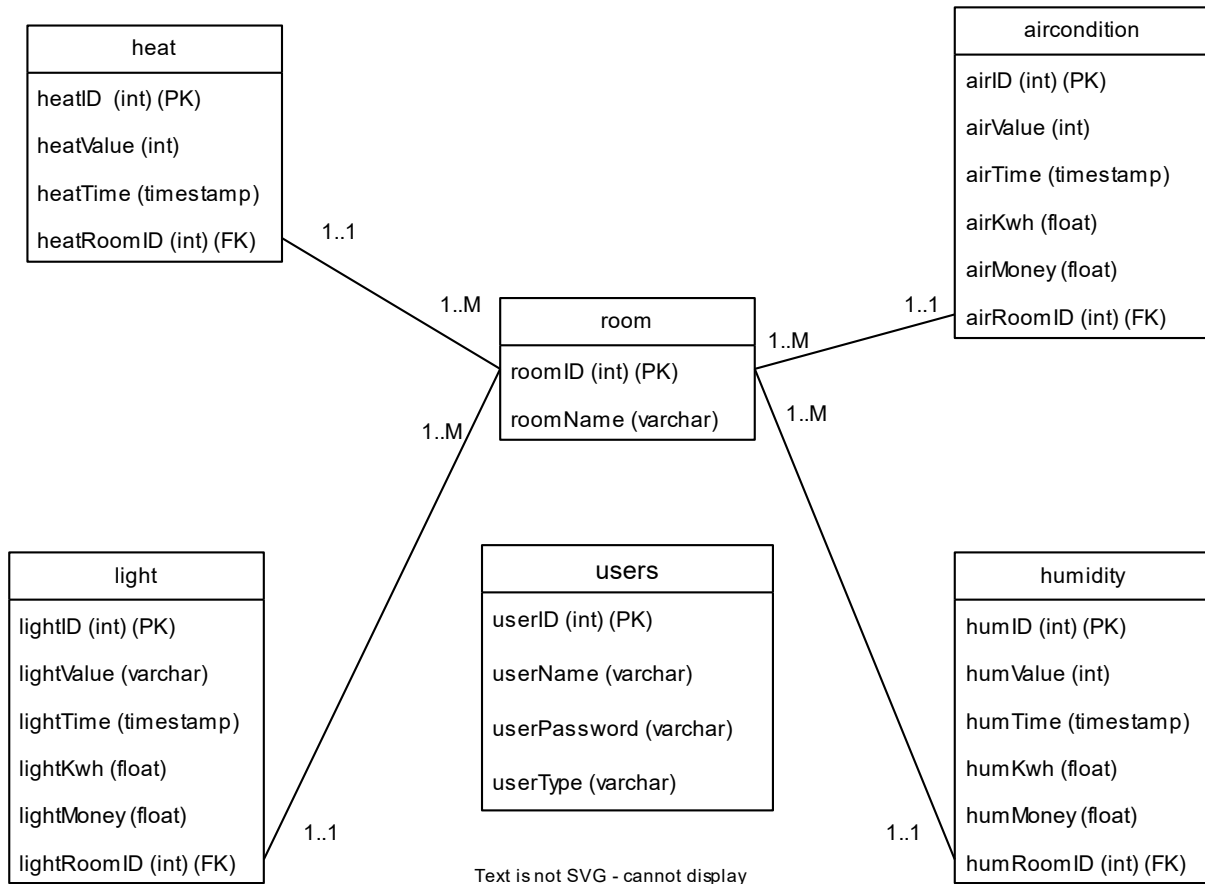 heat
heatID (int) (PK)
heatValue (int)
heatTime (timestamp)
heatRoomID (int) (FK)
aircondition
airID (int) (PK)
airValue (int)
airTime (timestamp)
airKwh (float)
airMoney (float)
airRoomID (int) (FK)
1..1
1..M
1..1
1..M
room
roomID (int) (PK)
roomName (varchar)
1..M
1..M
light
lightID (int) (PK)
lightValue (varchar)
lightTime (timestamp)
lightKwh (float)
lightMoney (float)
lightRoomID (int) (FK)
1..1
users
userID (int) (PK)
userName (varchar)
userPassword (varchar)
userType (varchar)
humidity
humID (int) (PK)
humValue (int)
humTime (timestamp)
humKwh (float)
humMoney (float)
humRoomID (int) (FK)
1..1
Text is not SVG - cannot display